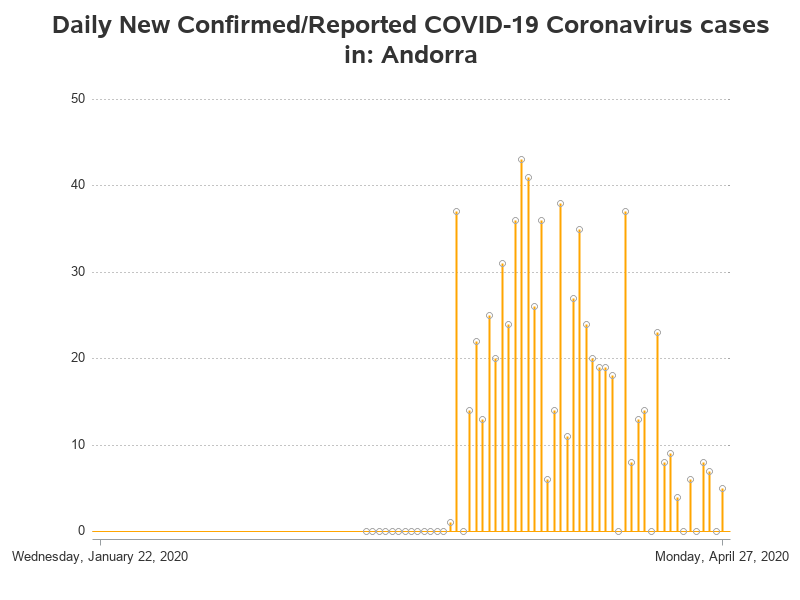 Daily New Confirmed/Reported COVID-19 Coronavirus cases
in: Andorra
50
40
30
20
10
0
Wednesday, January 22, 2020
Monday, April 27, 2020